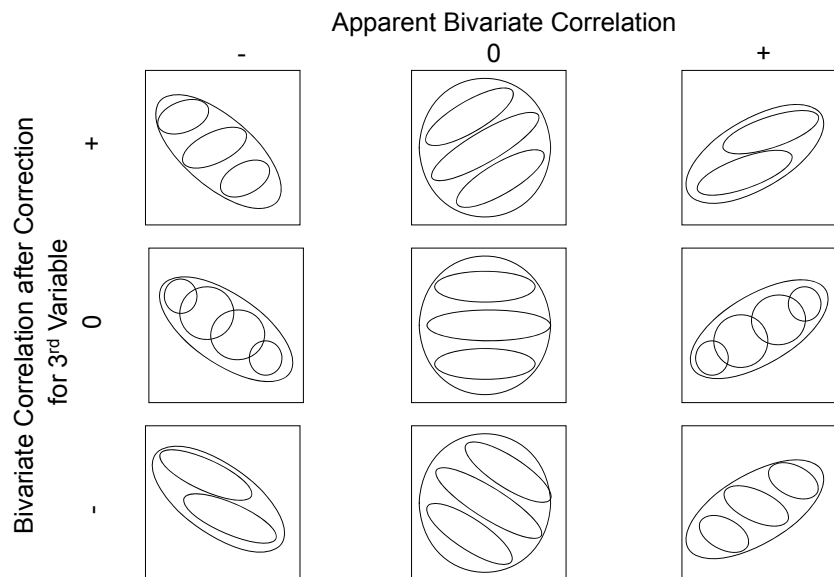 Apparent Bivariate Correlation
- 0 +
Bivariate Correlation after Correction
for 3rd Variable
+
0
-